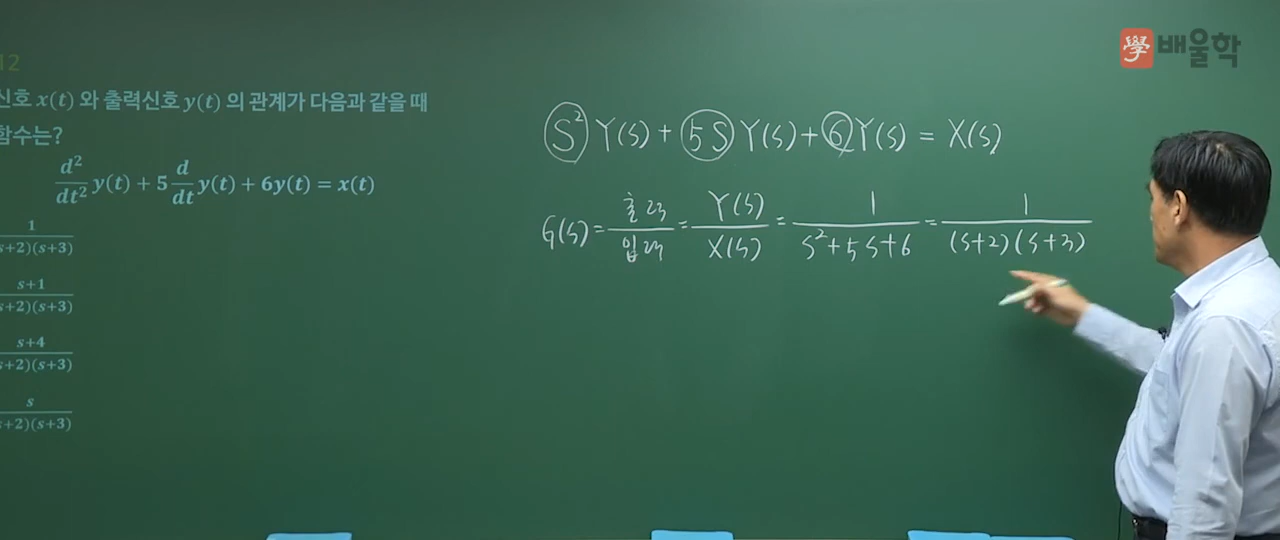 學 배울학
12
신호 x(t) 와 출력신호 y(t) 의 관계가 다음과 같을 때
함수는?
d²/dt² y(t) + 5 d/dt y(t) + 6y(t) = x(t)
1/(s+2)(s+3)
s+1/(s+2)(s+3)
s+4/(s+2)(s+3)
s/(s+2)(s+3)
S² Y(s) + 5S Y(s) + 6 Y(s) = X(s)
G(s) = 출력/입력 = Y(s)/X(s) = 1/s²+5s+6 = 1/(s+2)(s+3)